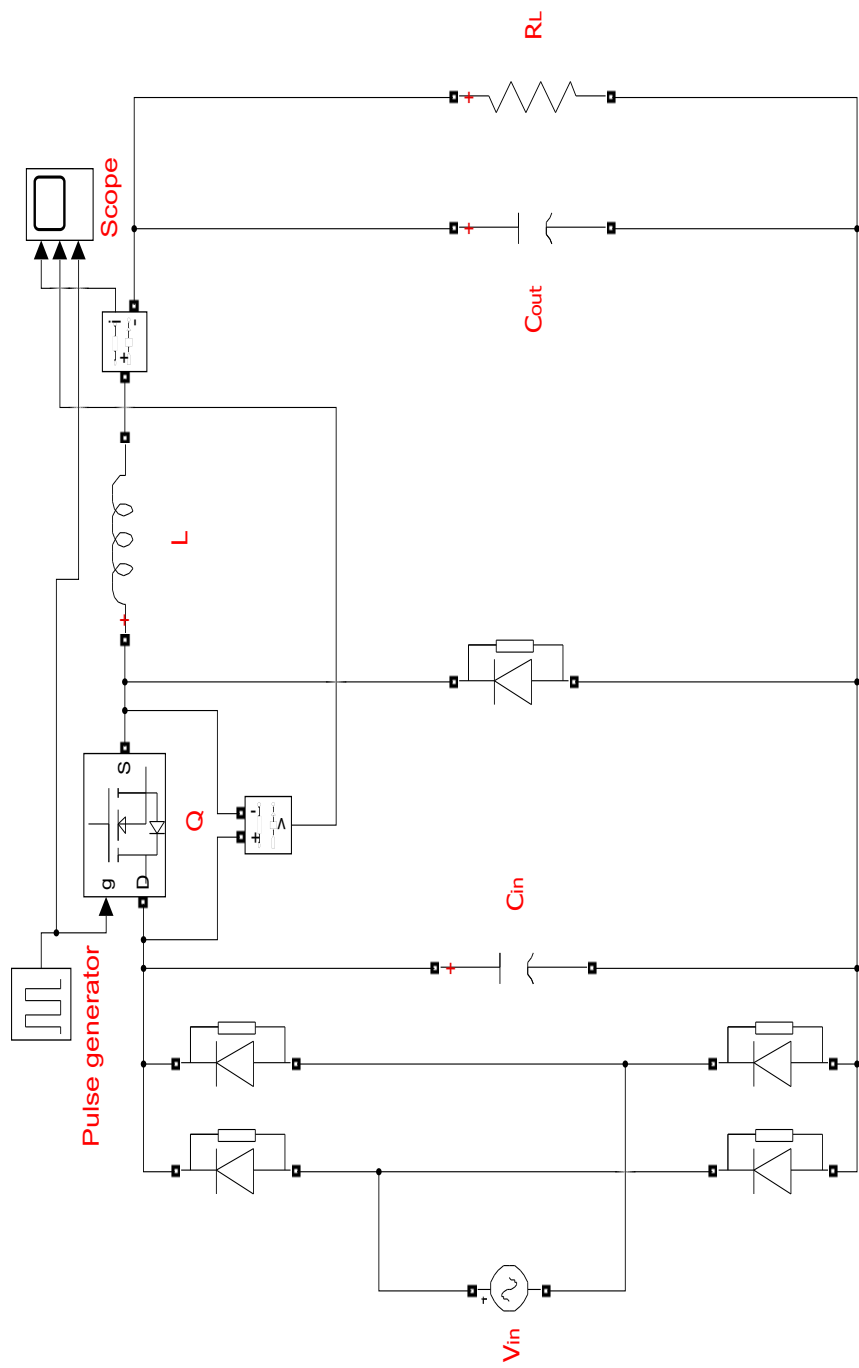 Pulse generator
Scope
g
D
S
Q
+
-
v
L
+
+
i
-
Vin
+
Cin
+
Cout
+
RL
+